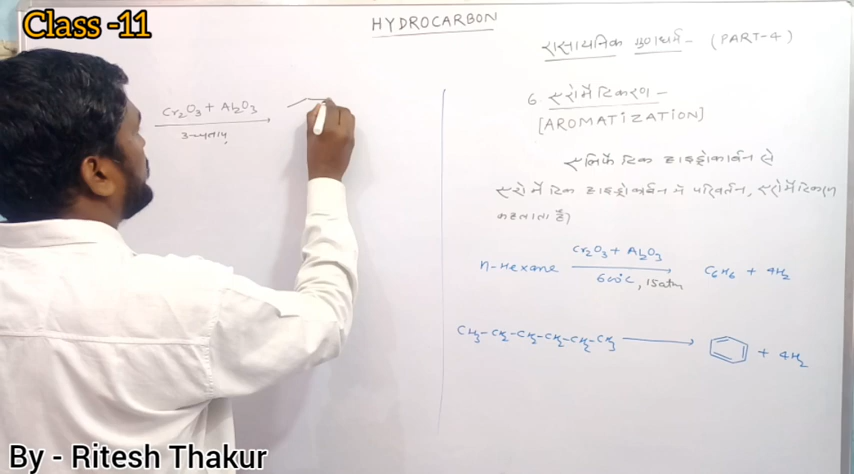 Class -11
HYDROCARBON
रासायनिक गुणधर्म - (PART-4)
Cr₂O₃ + Al₂O₃
उच्चताप
6. एरोमैटिकरण -
[AROMATIZATION]
एलिफैटिक हाइड्रोकार्बन से
एरोमैटिक हाइड्रोकार्बन में परिवर्तन, एरोमैटिकरण
कहलाता है।
n-Hexane Cr₂O₃ + Al₂O₃ → C₆H₆ + 4H₂
600°C, 15atm
CH₃-CH₂-CH₂-CH₂-CH₂-CH₃ → + 4H₂
By - Ritesh Thakur